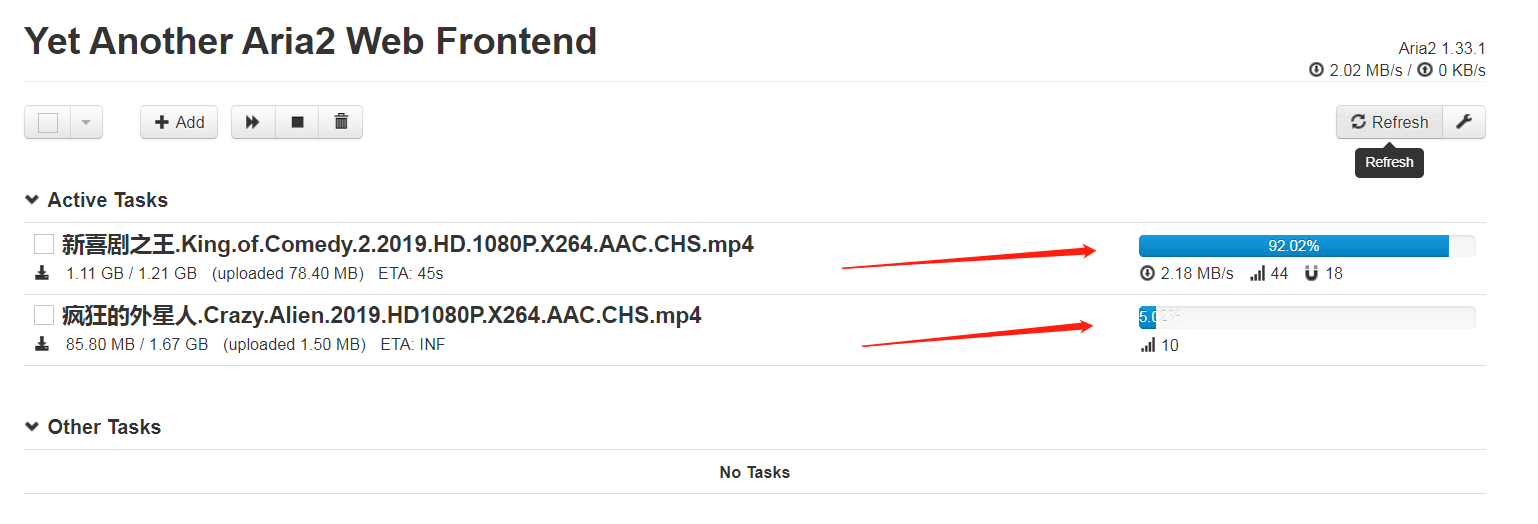 Yet Another Aria2 Web Frontend
Aria2 1.33.1
2.02 MB/s / 0 KB/s
Add
Refresh
Refresh
Active Tasks
新喜剧之王.King.of.Comedy.2.2019.HD.1080P.X264.AAC.CHS.mp4
92.02%
1.11 GB / 1.21 GB (uploaded 78.40 MB) ETA: 45s
2.18 MB/s 44 18
疯狂的外星人.Crazy.Alien.2019.HD1080P.X264.AAC.CHS.mp4
5.02%
85.80 MB / 1.67 GB (uploaded 1.50 MB) ETA: INF
10
Other Tasks
No Tasks